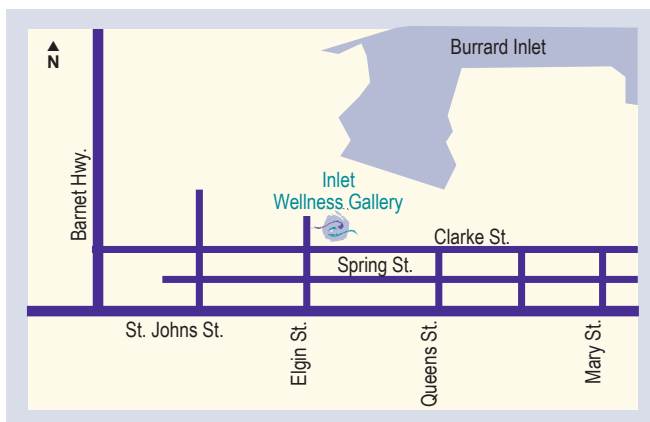 Burrard Inlet
N
Barnet Hwy.
Inlet
Wellness Gallery
Clarke St.
Spring St.
St. Johns St.
Elgin St.
Queens St.
Mary St.